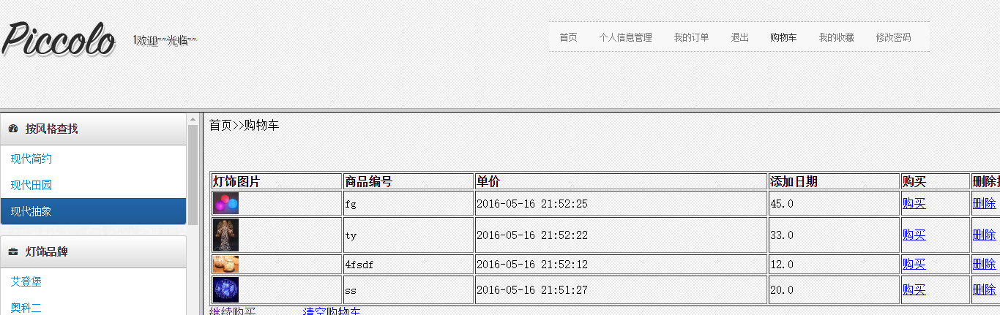 Piccolo 1欢迎~~光临~~ 首页 个人信息管理 我的订单 退出 购物车 我的收藏 修改密码
按风格查找
现代简约
现代田园
现代抽象
灯饰品牌
艾登堡
奥科二
首页>>购物车
灯饰图片 商品编号 单价 添加日期 购买 删除
fg 2016-05-16 21:52:25 45.0 购买 删除
ty 2016-05-16 21:52:22 33.0 购买 删除
4fsdf 2016-05-16 21:52:12 12.0 购买 删除
ss 2016-05-16 21:51:27 20.0 购买 删除
继续购买 清空购物车